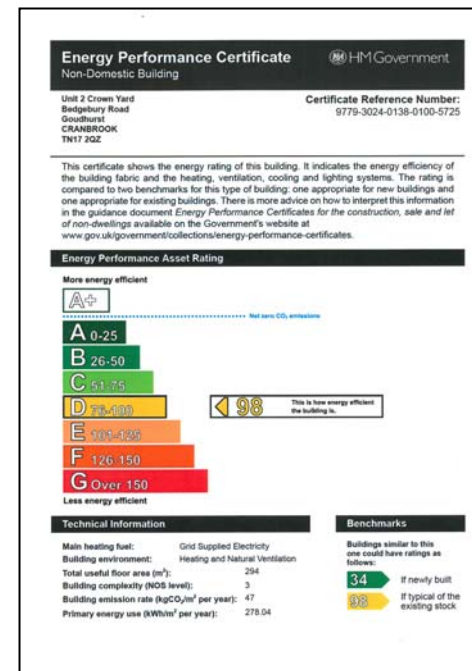 Energy Performance Certificate
HM Government
Non-Domestic Building
Unit 2 Crown Yard
Bedgebury Road
Goudhurst
CRANBROOK
TN17 2QZ
Certificate Reference Number:
9779-3024-0138-0100-5725
This certificate shows the energy rating of this building. It indicates the energy efficiency of
the building fabric and the heating, ventilation, cooling and lighting systems. The rating is
compared to two benchmarks for this type of building: one appropriate for new buildings and
one appropriate for existing buildings. There is more advice on how to interpret this information
in the guidance document Energy Performance Certificates for the construction, sale and let
of non-dwellings available on the Government's website at
www.gov.uk/government/collections/energy-performance-certificates.
Energy Performance Asset Rating
More energy efficient
A+
Net zero CO₂ emissions
A 0-25
B 26-50
C 51-75
D 76-100
98
This is how energy efficient
the building is.
E 101-125
F 126-150
G Over 150
Less energy efficient
Technical Information
Main heating fuel: Grid Supplied Electricity
Building environment: Heating and Natural Ventilation
Total useful floor area (m²): 294
Building complexity (NOS level): 3
Building emission rate (kgCO₂/m² per year): 47
Primary energy use (kWh/m² per year): 278.04
Benchmarks
Buildings similar to this
one could have ratings as
follows:
34 If newly built
98 If typical of the
existing stock